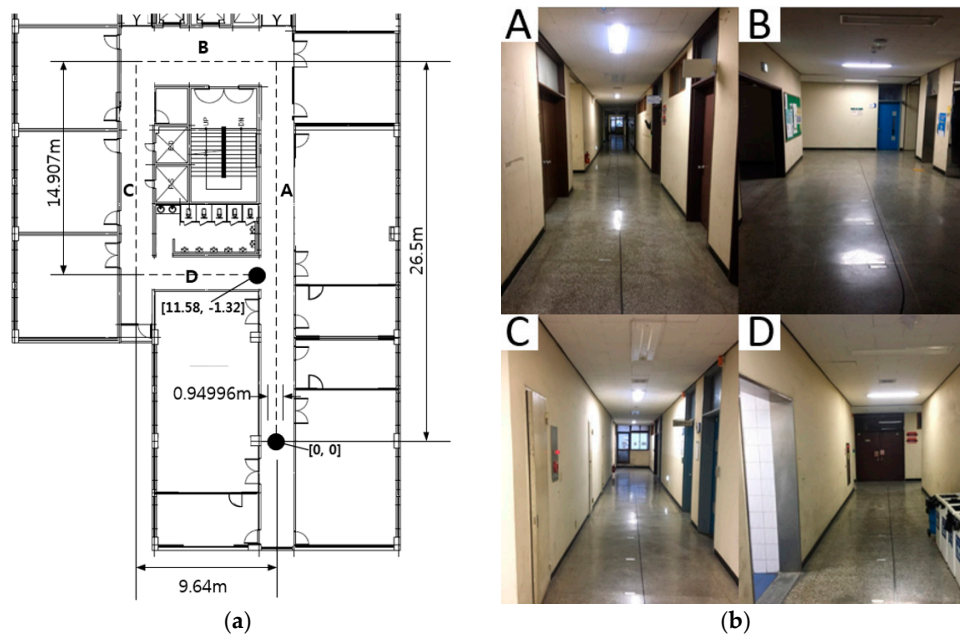 A
B
B
UP
DN
14.907m
C
A
26.5m
D
[11.58, -1.32]
0.94996m
[0, 0]
9.64m
C
D
(a)
(b)